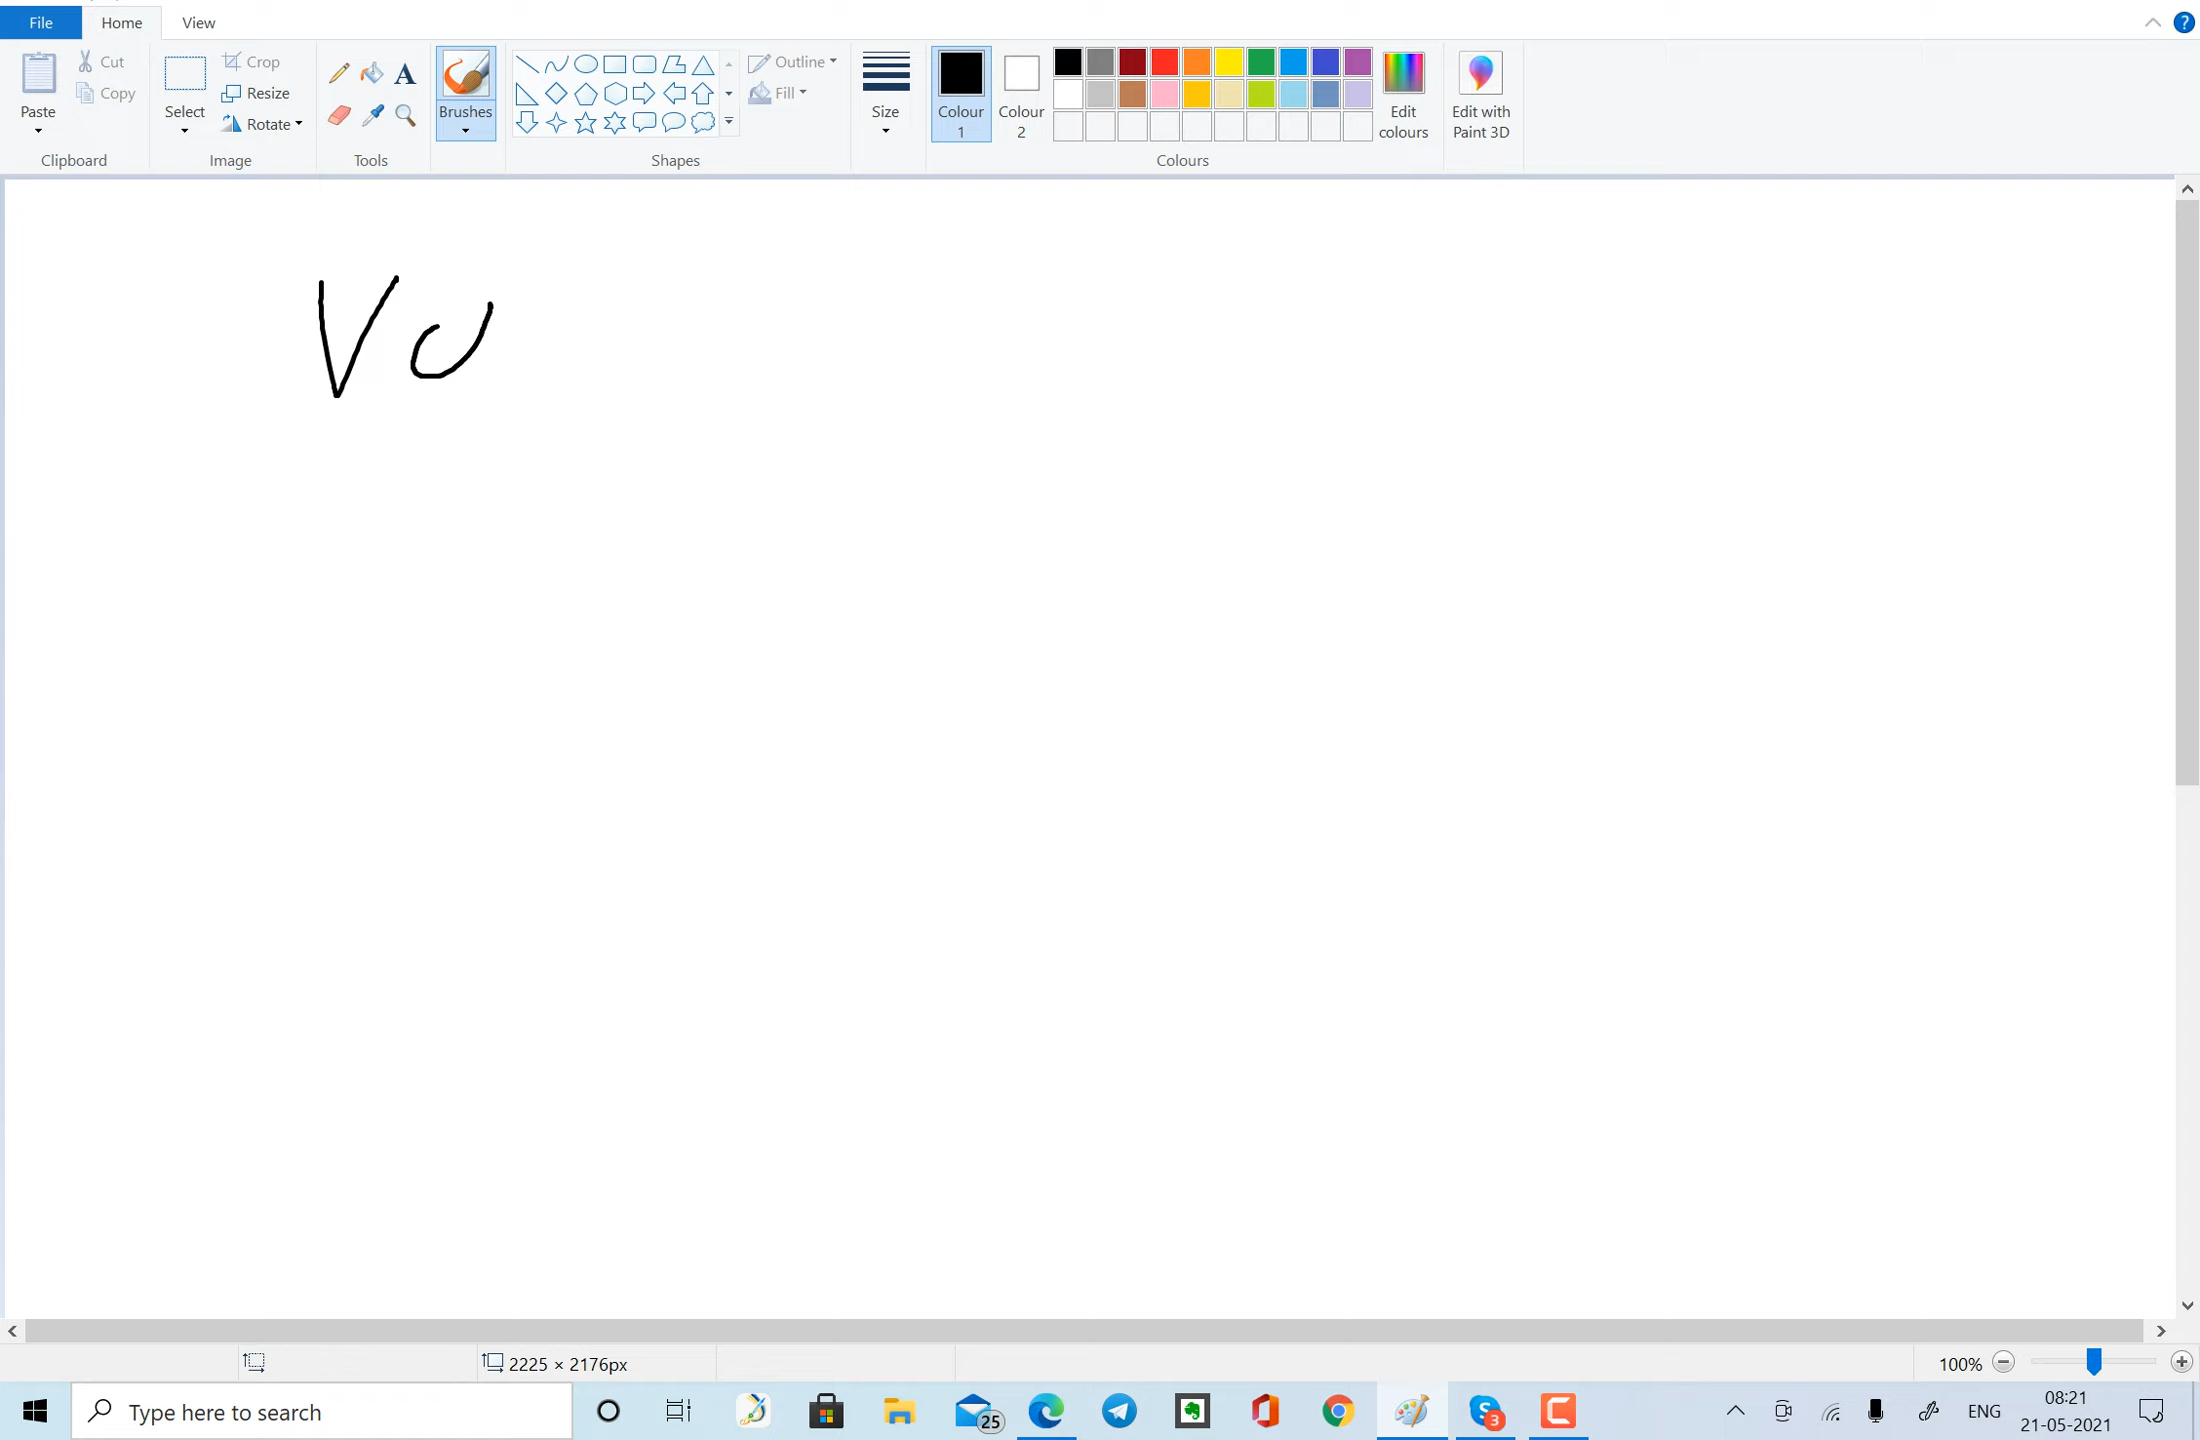 File Home View
Cut Crop Outline
Copy Resize Fill
Rotate
Paste Select Brushes Size Colour 1 Colour 2 Edit colours Edit with Paint 3D
Clipboard Image Tools Shapes Colours
2225 × 2176px 100%
Type here to search 25 3 ENG 08:21
21-05-2021